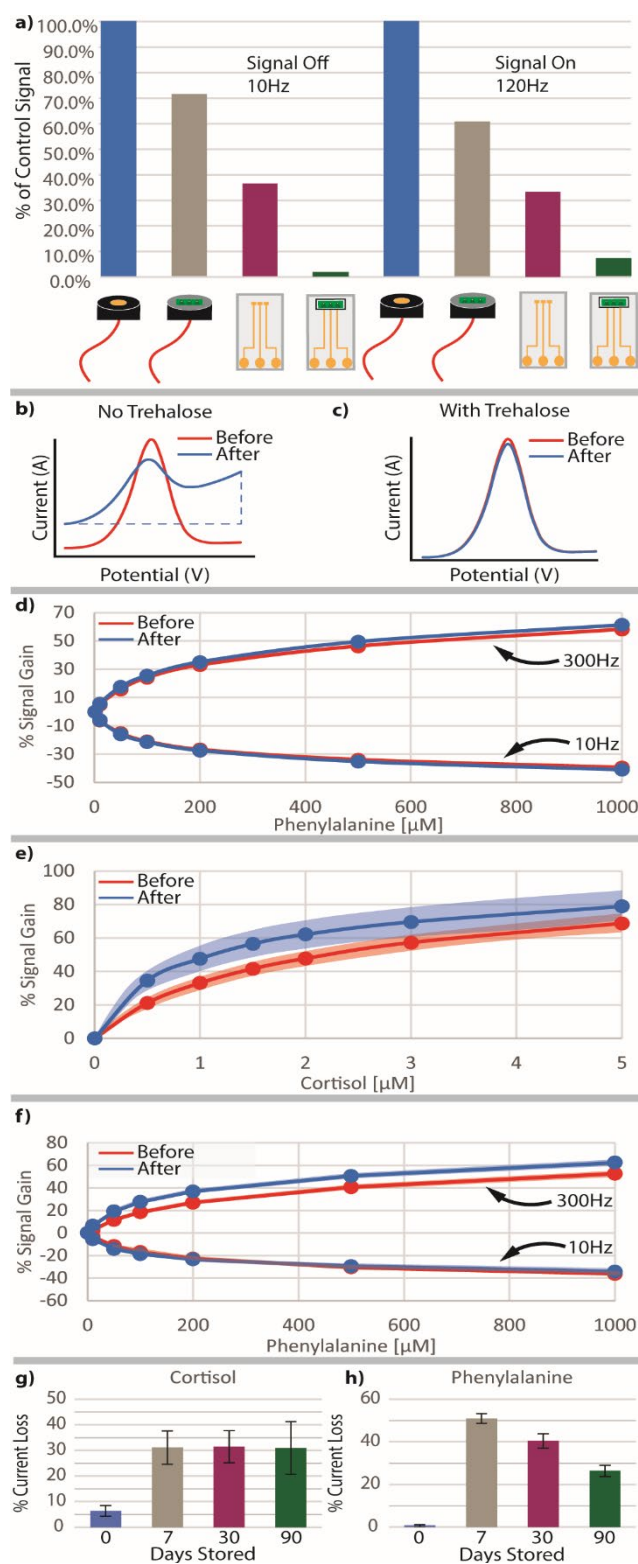 a)
100.0%
90.0%
80.0%
70.0%
60.0%
50.0%
40.0%
30.0%
20.0%
10.0%
0.0%
% of Control Signal
Signal Off
10Hz
Signal On
120Hz
b)
No Trehalose
Before
After
Current (A)
Potential (V)
c)
With Trehalose
Before
After
Current (A)
Potential (V)
d)
70
50
30
10
-10
-30
-50
% Signal Gain
Before
After
300Hz
10Hz
0 200 400 600 800 1000
Phenylalanine [µM]
e)
100
80
60
40
20
0
% Signal Gain
Before
After
0 1 2 3 4 5
Cortisol [µM]
f)
80
60
40
20
0
-20
-40
-60
% Signal Gain
Before
After
300Hz
10Hz
0 200 400 600 800 1000
Phenylalanine [µM]
g)
Cortisol
50
40
30
20
10
0
% Current Loss
0 7 30 90
Days Stored
h)
Phenylalanine
60
40
20
0
% Current Loss
0 7 30 90
Days Stored